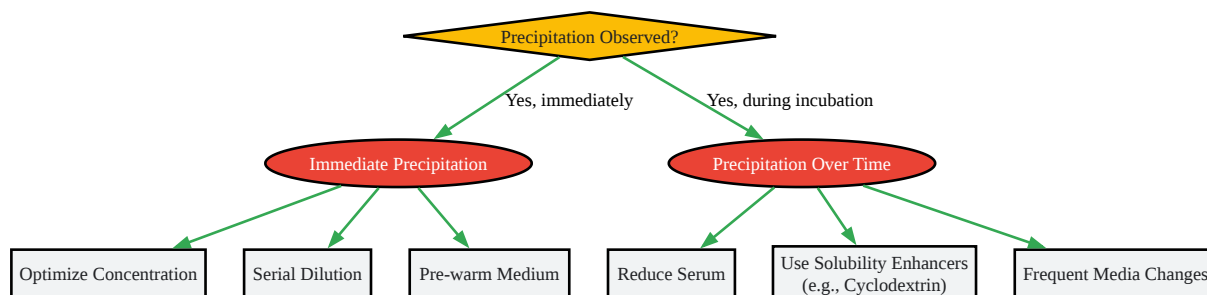 Precipitation Observed?
Yes, immediately
Yes, during incubation
Immediate Precipitation
Precipitation Over Time
Optimize Concentration
Serial Dilution
Pre-warm Medium
Reduce Serum
Use Solubility Enhancers
(e.g., Cyclodextrin)
Frequent Media Changes